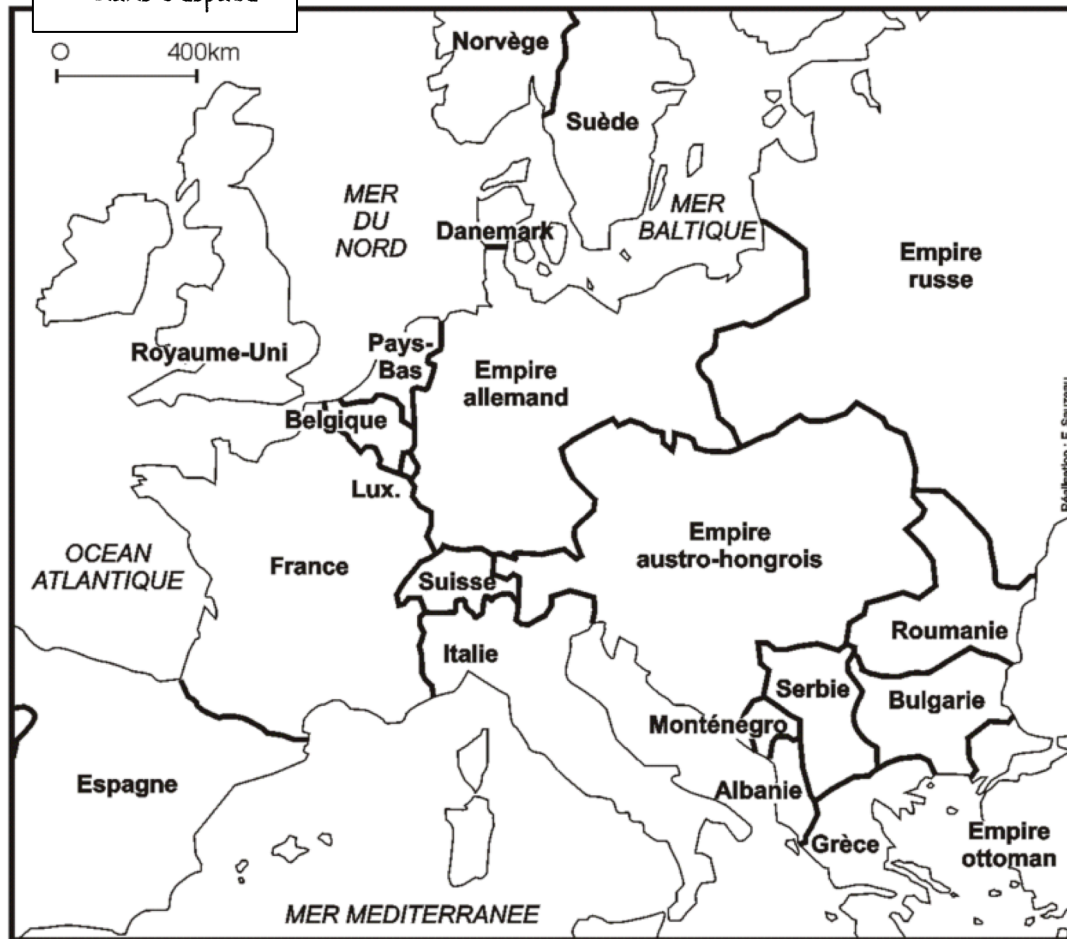 0 400km
Norvège
Suède
MER
DU
NORD
MER
BALTIQUE
Danemark
Empire
russe
Royaume-Uni
Pays-
Bas
Empire
allemand
Belgique
Lux.
OCEAN
ATLANTIQUE
France
Suisse
Empire
austro-hongrois
Italie
Roumanie
Serbie
Bulgarie
Monténégro
Espagne
Albanie
Grèce
Empire
ottoman
MER MEDITERRANEE